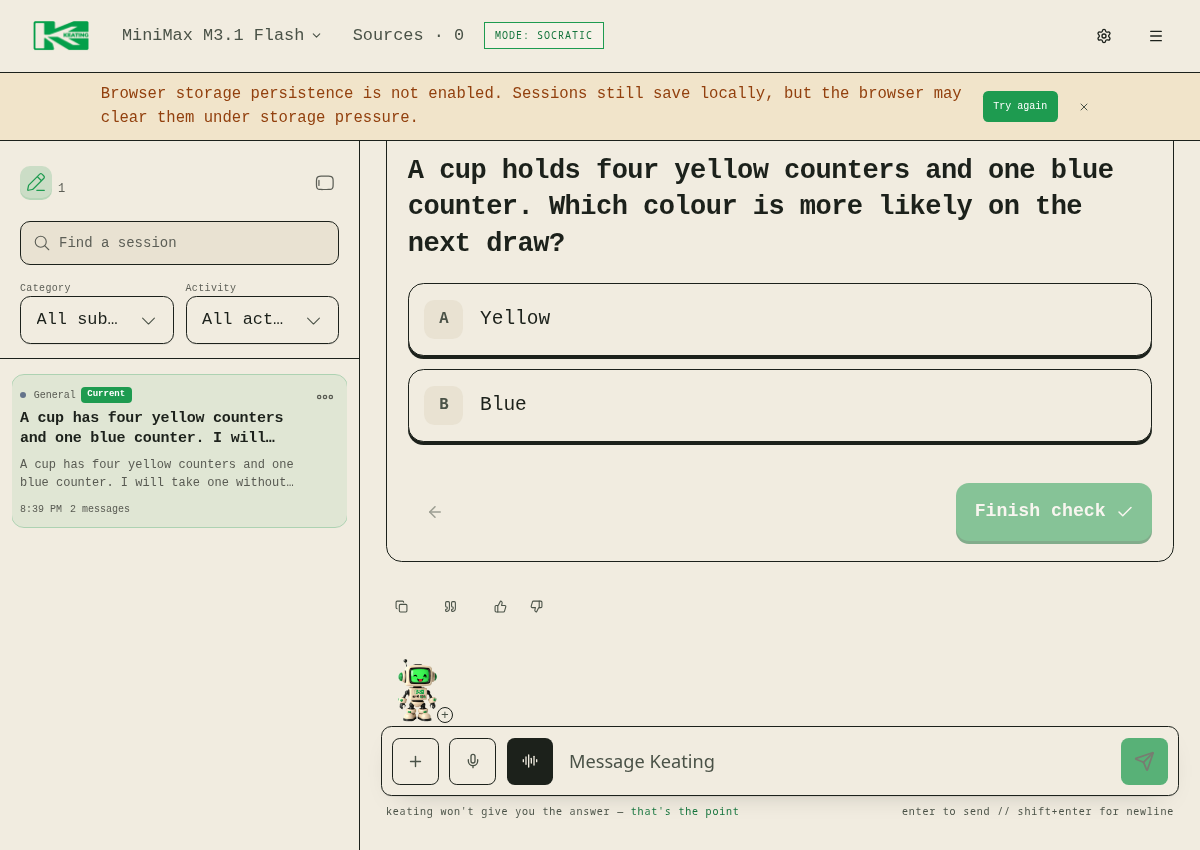 KEATING
MiniMax M3.1 Flash
Sources · 0
MODE: SOCRATIC
Browser storage persistence is not enabled. Sessions still save locally, but the browser may
clear them under storage pressure.
Try again
1
Find a session
Category
Activity
All sub…
All act…
General
Current
A cup has four yellow counters
and one blue counter. I will…
A cup has four yellow counters and one
blue counter. I will take one without…
8:39 PM 2 messages
A cup holds four yellow counters and one blue
counter. Which colour is more likely on the
next draw?
A
Yellow
B
Blue
Finish check
Message Keating
keating won't give you the answer — that's the point
enter to send // shift+enter for newline